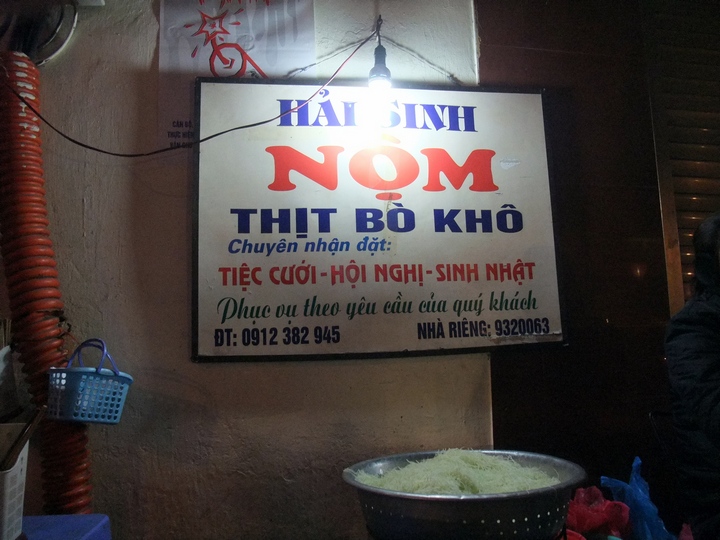 HẢI SINH
NỘM
THỊT BÒ KHÔ
Chuyên nhận đặt:
TIỆC CƯỚI - HỘI NGHỊ - SINH NHẬT
Phục vụ theo yêu cầu của quý khách
ĐT: 0912 382 945 NHÀ RIÊNG: 9320063